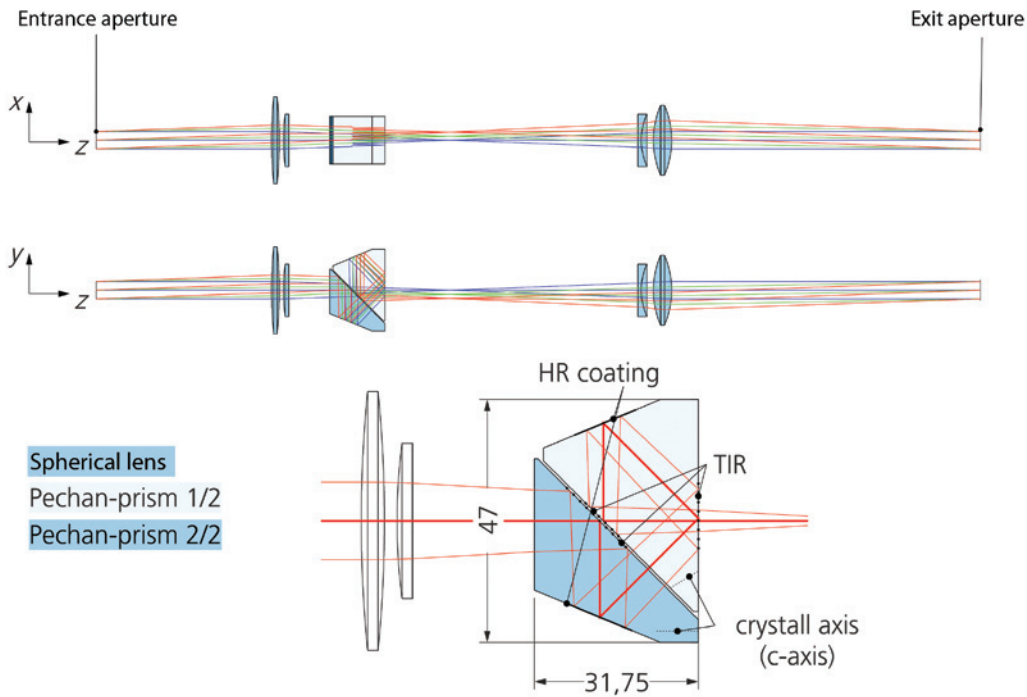 Entrance aperture
Exit aperture
x
z
y
z
HR coating
TIR
47
Spherical lens
Pechan-prism 1/2
Pechan-prism 2/2
crystall axis
(c-axis)
31,75